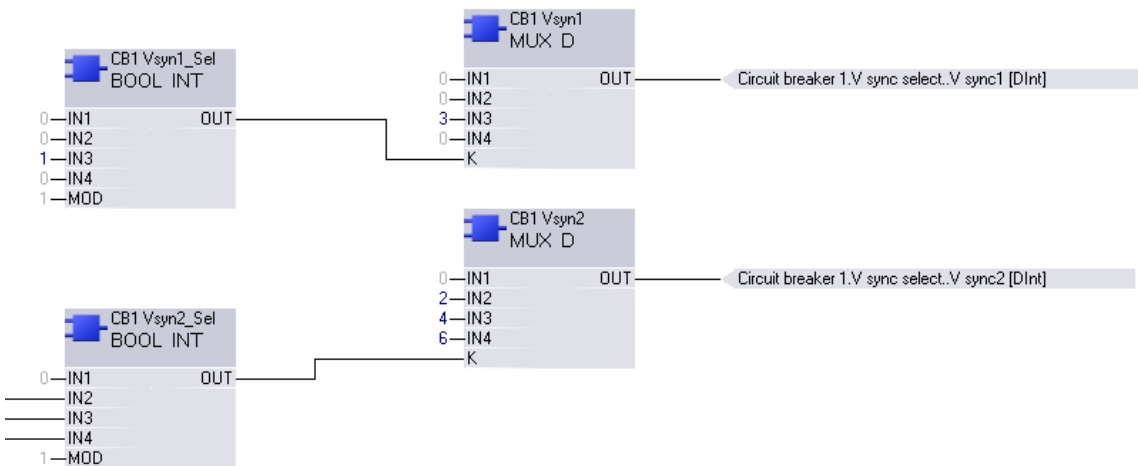 CB1 Vsyn1
MUX D
0 IN1 OUT Circuit breaker 1.V sync select..V sync1 [DInt]
0 IN2
3 IN3
0 IN4
K
CB1 Vsyn1_Sel
BOOL INT
0 IN1 OUT
0 IN2
1 IN3
0 IN4
1 MOD
CB1 Vsyn2
MUX D
0 IN1 OUT Circuit breaker 1.V sync select..V sync2 [DInt]
2 IN2
4 IN3
6 IN4
K
CB1 Vsyn2_Sel
BOOL INT
0 IN1 OUT
IN2
IN3
IN4
1 MOD